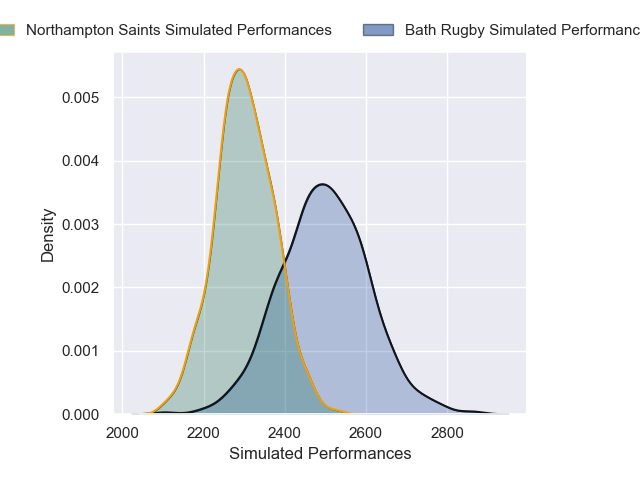 Northampton Saints Simulated Performances Bath Rugby Simulated Performanc
0.005
0.004
0.003
0.002
0.001
0.000
Density
2000 2200 2400 2600 2800
Simulated Performances